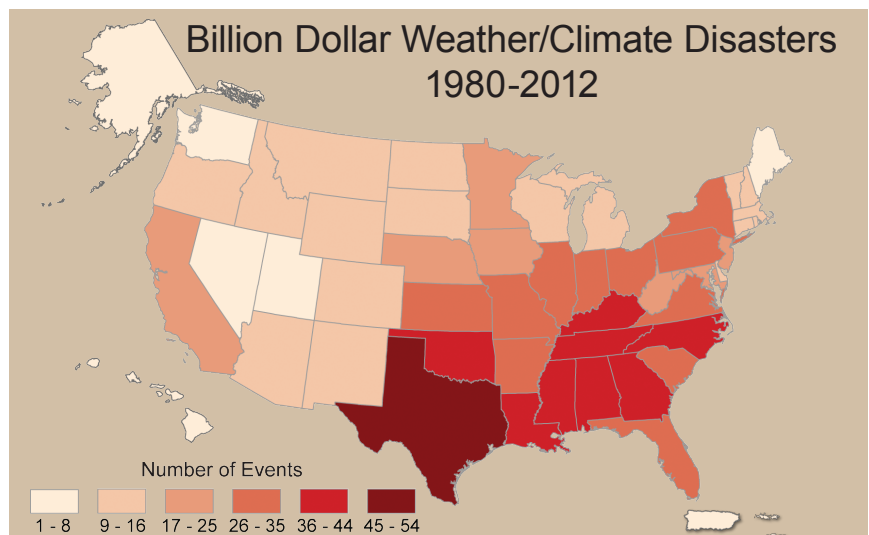 Billion Dollar Weather/Climate Disasters
1980-2012
Number of Events
1 - 8 9 - 16 17 - 25 26 - 35 36 - 44 45 - 54